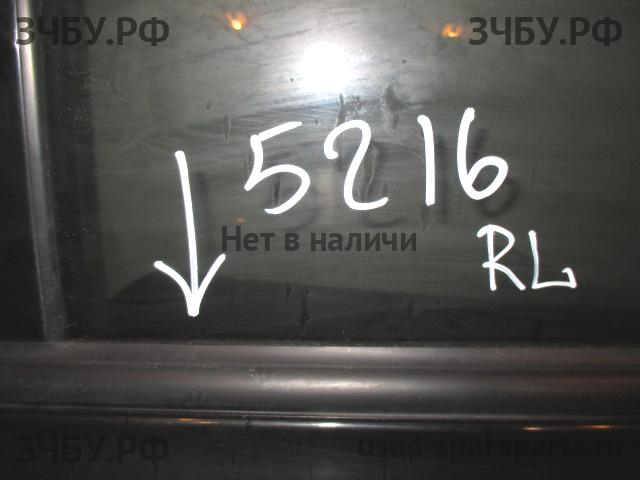 ЗЧБУ.РФ ЗЧБУ.РФ
5216
Нет в наличи
RL
ЗЧБУ.РФ used-spareparts.ru